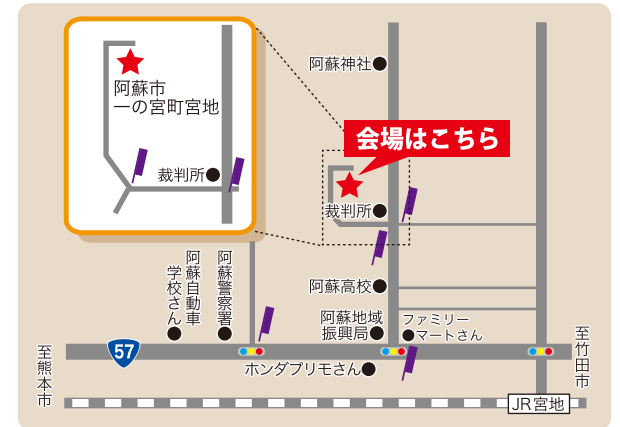 阿蘇市
一の宮町宮地
裁判所
阿蘇神社
会場はこちら
裁判所
阿蘇高校
阿蘇自動車
学校さん
阿蘇警察署
阿蘇地域
振興局
ファミリー
マートさん
至熊本市
57
ホンダプリモさん
至竹田市
JR宮地